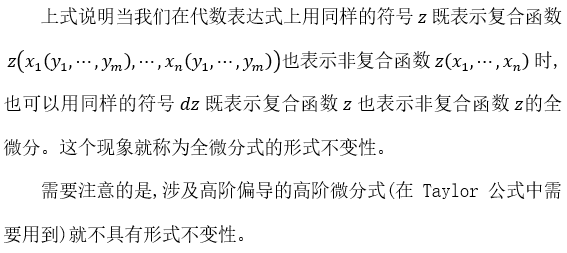 上式说明当我们在代数表达式上用同样的符号 z 既表示复合函数
z(x₁(y₁,⋯,yₘ),⋯,xₙ(y₁,⋯,yₘ))也表示非复合函数 z(x₁,⋯,xₙ) 时,
也可以用同样的符号 dz 既表示复合函数 z 也表示非复合函数 z的全
微分。这个现象就称为全微分式的形式不变性。
需要注意的是,涉及高阶偏导的高阶微分式(在 Taylor 公式中需
要用到)就不具有形式不变性。